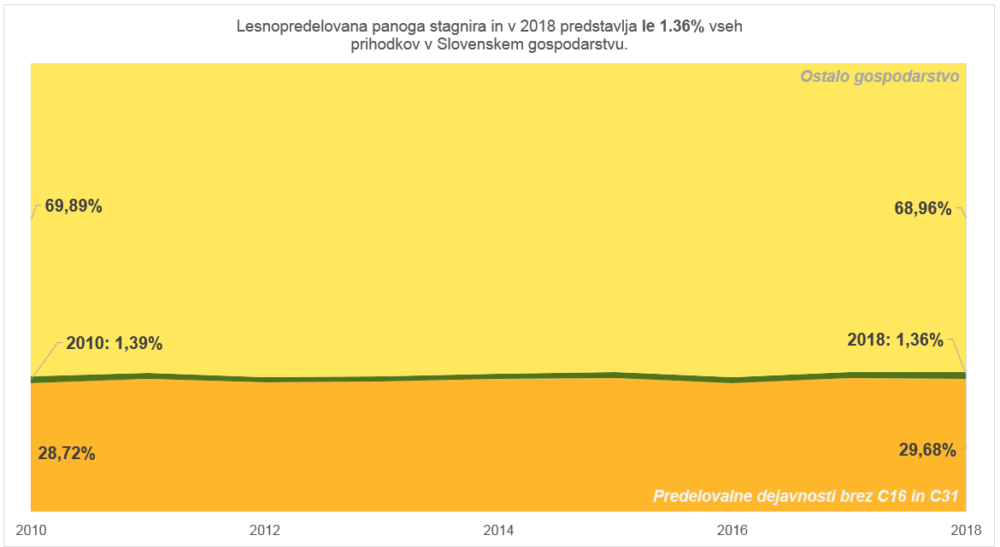 Lesnopredelovana panoga stagnira in v 2018 predstavlja le 1.36% vseh
prihodkov v Slovenskem gospodarstvu.
Ostalo gospodarstvo
69,89%
68,96%
2010: 1,39%
2018: 1,36%
28,72%
29,68%
Predelovalne dejavnosti brez C16 in C31
2010
2012
2014
2016
2018